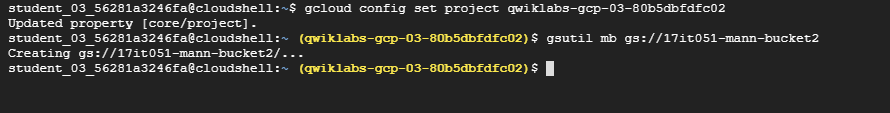 student_03_56281a3246fa@cloudshell:~$ gcloud config set project qwiklabs-gcp-03-80b5dbfdfc02
Updated property [core/project].
student_03_56281a3246fa@cloudshell:~ (qwiklabs-gcp-03-80b5dbfdfc02)$ gsutil mb gs://17it051-mann-bucket2
Creating gs://17it051-mann-bucket2/...
student_03_56281a3246fa@cloudshell:~ (qwiklabs-gcp-03-80b5dbfdfc02)$